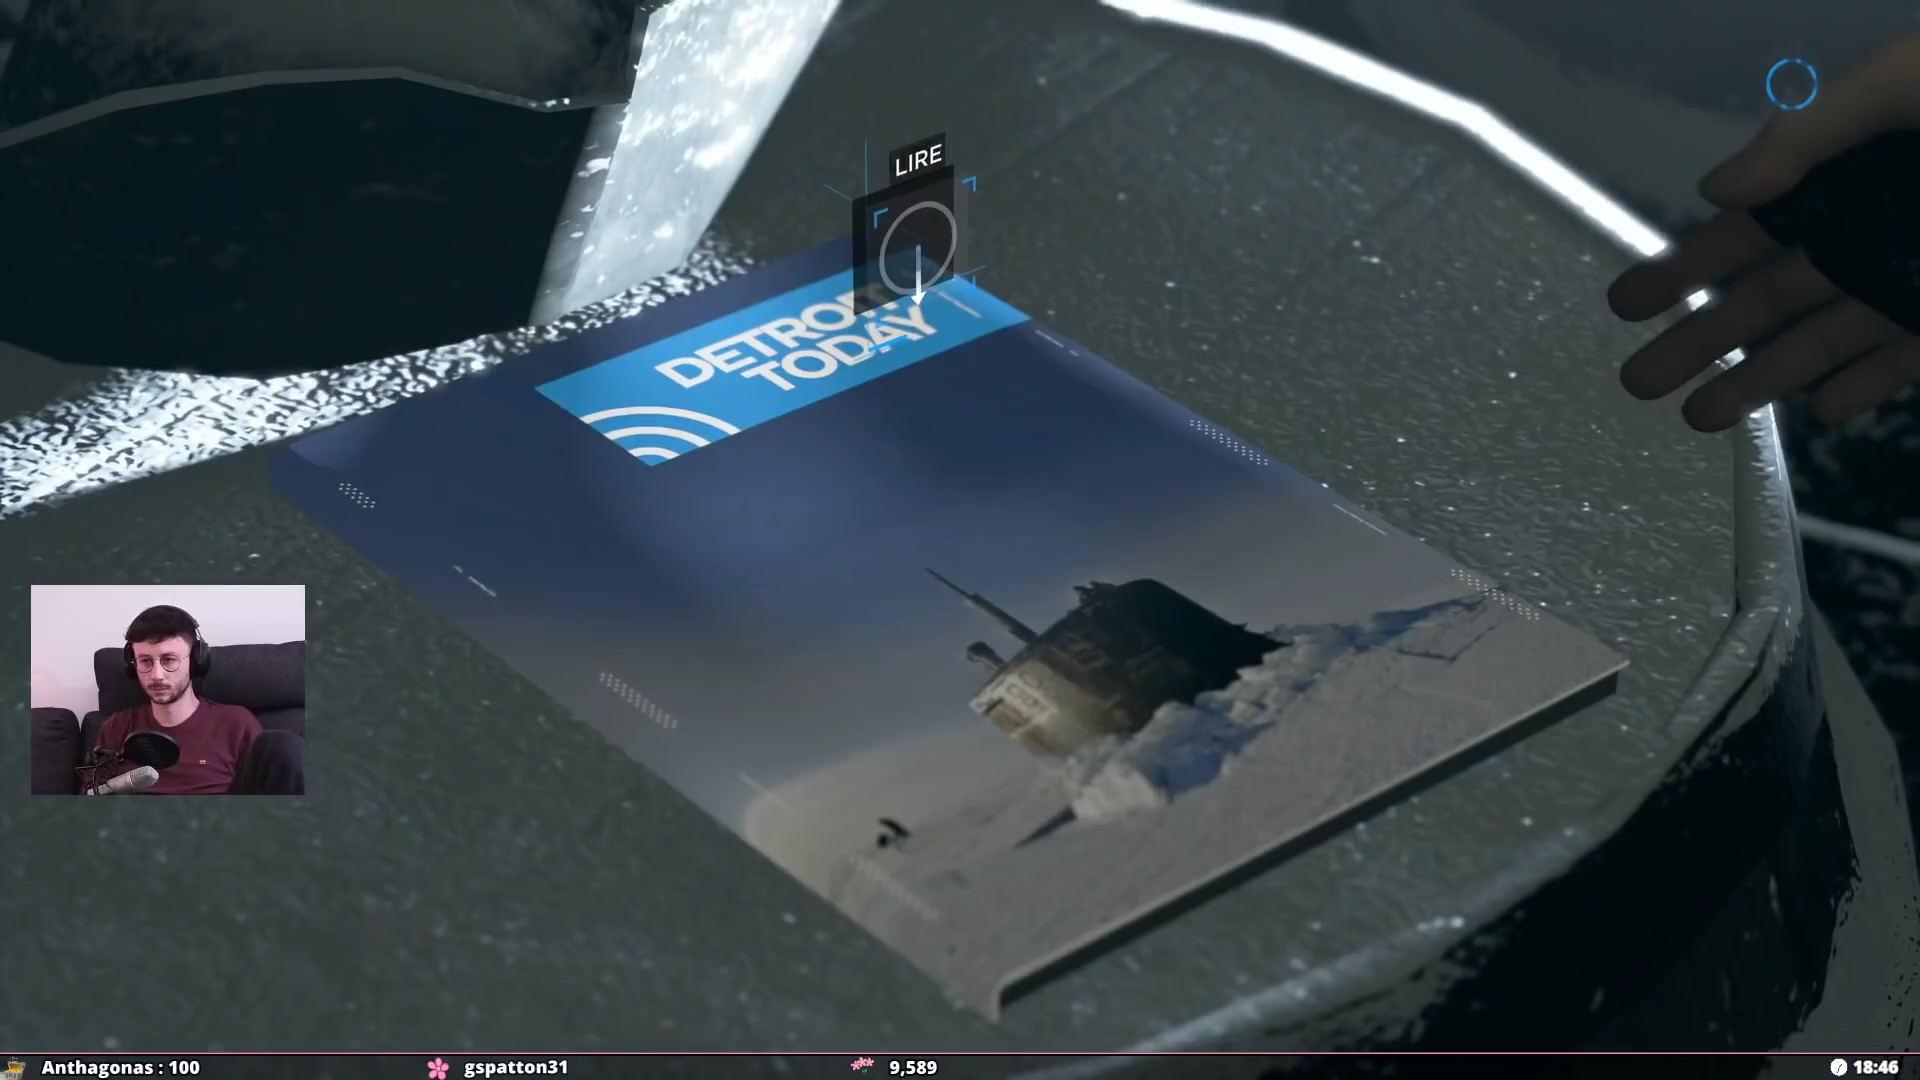 LIRE
DETROIT
TODAY
Anthagonas : 100
gspatton31
9,589
18:46